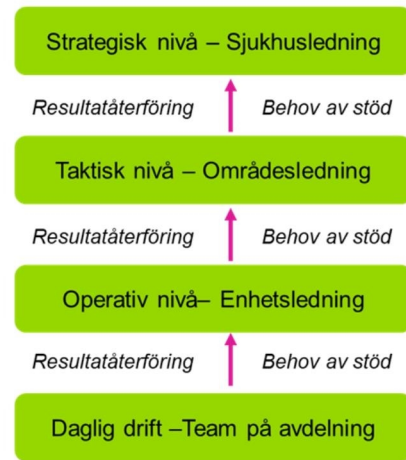 Strategisk nivå – Sjukhusledning
Resultatåterföring Behov av stöd
Taktisk nivå – Områdesledning
Resultatåterföring Behov av stöd
Operativ nivå– Enhetsledning
Resultatåterföring Behov av stöd
Daglig drift –Team på avdelning